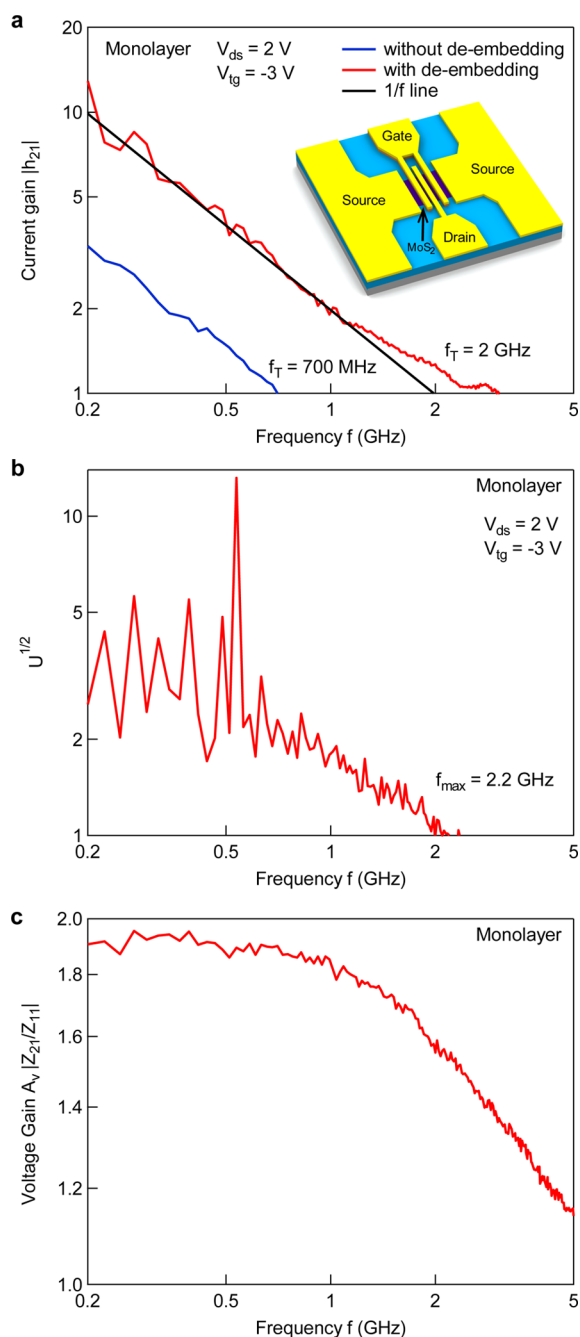 a
20
10
5
2
1
Current gain |h₂₁|
Monolayer
V_ds = 2 V
V_tg = -3 V
without de-embedding
with de-embedding
1/f line
Gate
Source
Source
MoS₂
Drain
f_T = 700 MHz
f_T = 2 GHz
0.2 0.5 1 2 5
Frequency f (GHz)
b
10
5
2
1
U^1/2
Monolayer
V_ds = 2 V
V_tg = -3 V
f_max = 2.2 GHz
0.2 0.5 1 2 5
Frequency f (GHz)
c
2.0
1.8
1.6
1.4
1.2
1.0
Voltage Gain A_v |Z₂₁/Z₁₁|
Monolayer
0.2 0.5 1 2 5
Frequency f (GHz)